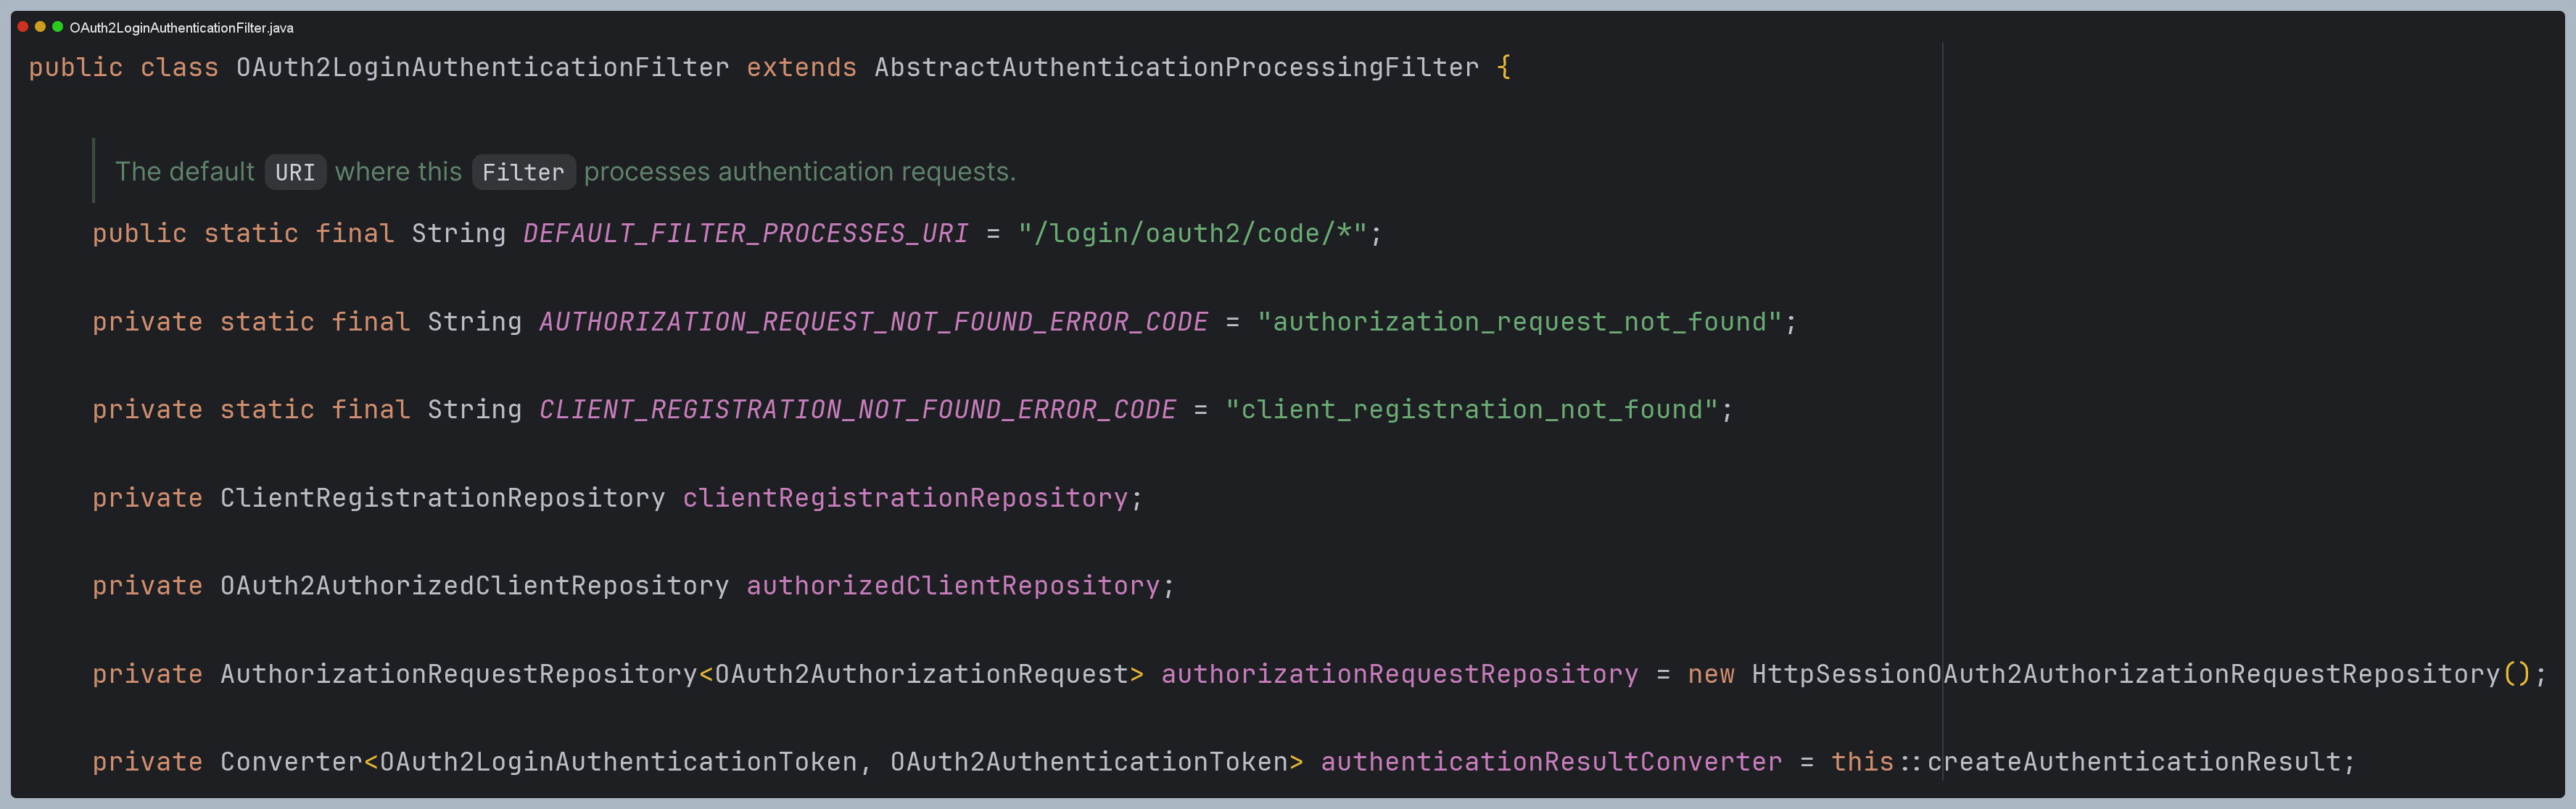 OAuth2LoginAuthenticationFilter.java
public class OAuth2LoginAuthenticationFilter extends AbstractAuthenticationProcessingFilter {
The default URI where this Filter processes authentication requests.
public static final String DEFAULT_FILTER_PROCESSES_URI = "/login/oauth2/code/*";
private static final String AUTHORIZATION_REQUEST_NOT_FOUND_ERROR_CODE = "authorization_request_not_found";
private static final String CLIENT_REGISTRATION_NOT_FOUND_ERROR_CODE = "client_registration_not_found";
private ClientRegistrationRepository clientRegistrationRepository;
private OAuth2AuthorizedClientRepository authorizedClientRepository;
private AuthorizationRequestRepository<OAuth2AuthorizationRequest> authorizationRequestRepository = new HttpSessionOAuth2AuthorizationRequestRepository();
private Converter<OAuth2LoginAuthenticationToken, OAuth2AuthenticationToken> authenticationResultConverter = this::createAuthenticationResult;